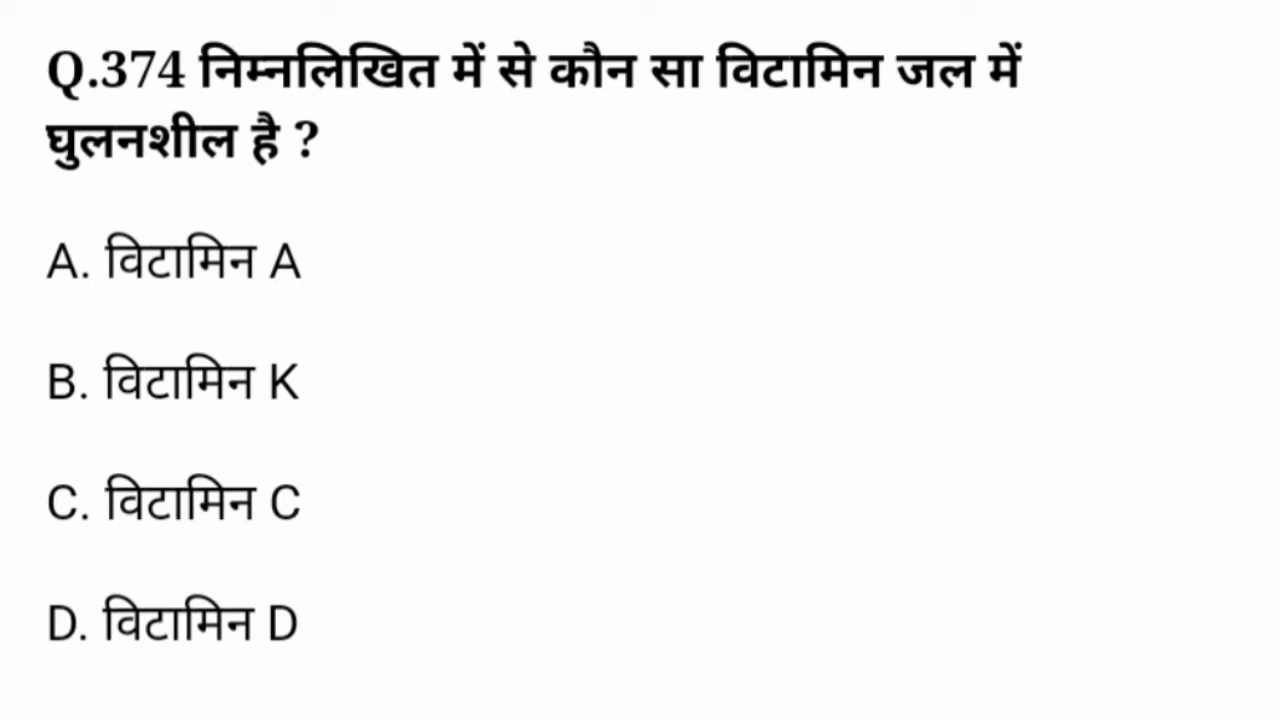 Q.374 निम्नलिखित में से कौन सा विटामिन जल में
घुलनशील है ?
A. विटामिन A
B. विटामिन K
C. विटामिन C
D. विटामिन D